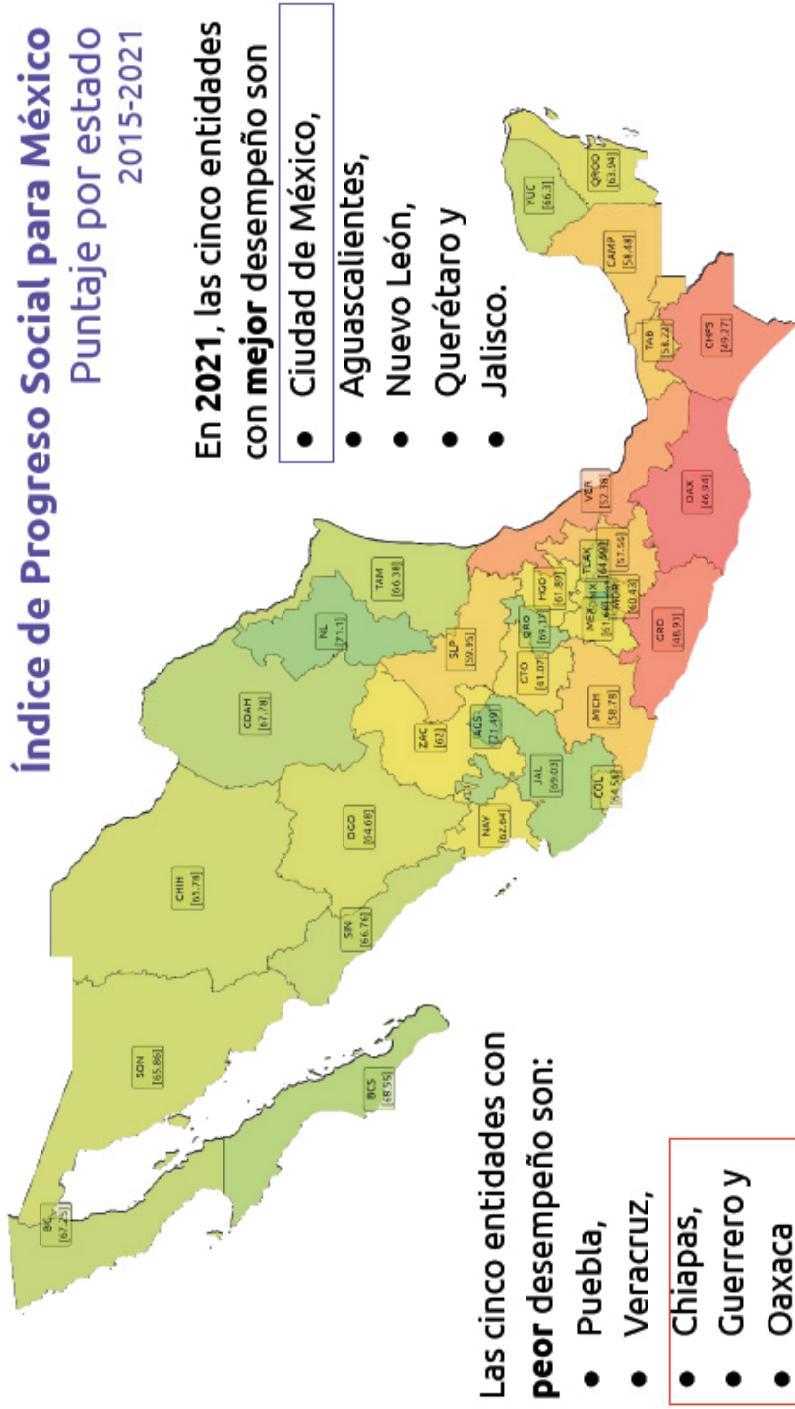 Índice de Progreso Social para México
Puntaje por estado
2015-2021
En 2021, las cinco entidades
con mejor desempeño son
● Ciudad de México,
● Aguascalientes,
● Nuevo León,
● Querétaro y
● Jalisco.
BC
[67.25]
SON
[65.86]
CHIH
[65.78]
COAH
[67.78]
NL
[71.1]
TAM
[66.38]
BCS
[68.55]
SIN
[66.76]
DGO
[64.68]
ZAC
[62]
SLP
[59.95]
NAY
[62.64]
AGS
[71.49]
JAL
[69.03]
GTO
[61.07]
QRO
[69.17]
HGO
[61.89]
COL
[64.58]
MICH
[58.78]
MEX
MOR
[60.43]
TLAX
[64.99]
[57.56]
VER
[52.38]
GRO
[48.93]
OAX
[46.94]
CHPS
[49.27]
TAB
[58.22]
CAMP
[58.48]
YUC
[66.3]
QROO
[63.94]
Las cinco entidades con
peor desempeño son:
● Puebla,
● Veracruz,
● Chiapas,
● Guerrero y
● Oaxaca